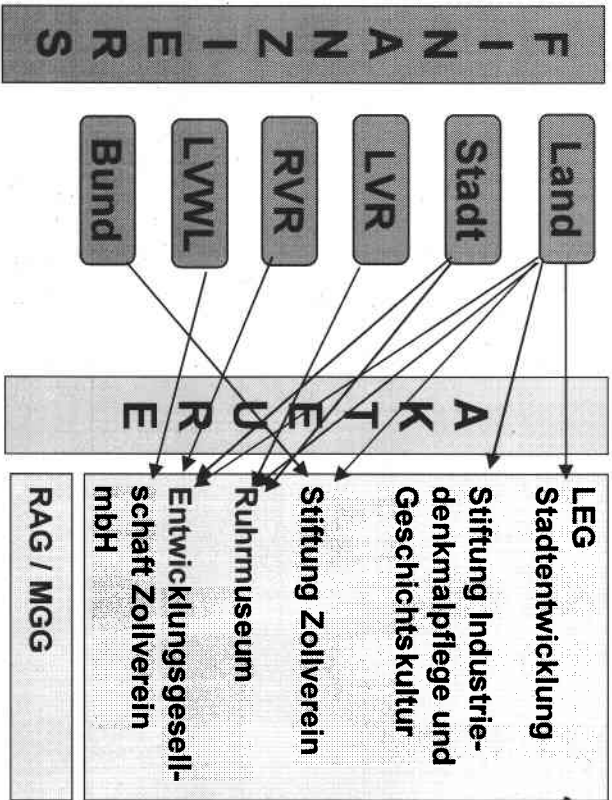 FINANZIERS
Land
Stadt
LVR
RVR
LVWL
Bund
AKTEURE
LEG
Stadtentwicklung
Stiftung Industrie-
denkmalpflege und
Geschichtskultur
Stiftung Zollverein
Ruhrmuseum
Entwicklungsgesell-
schaft Zollverein
mbH
RAG / MGG